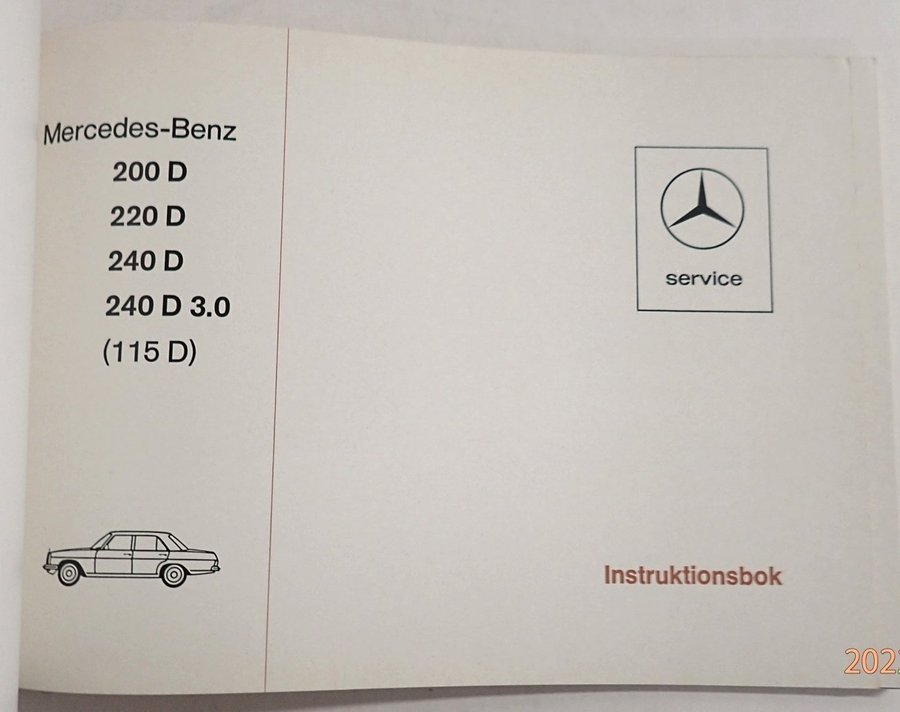 Mercedes-Benz
200 D
220 D
240 D
240 D 3.0
(115 D)
service
Instruktionsbok